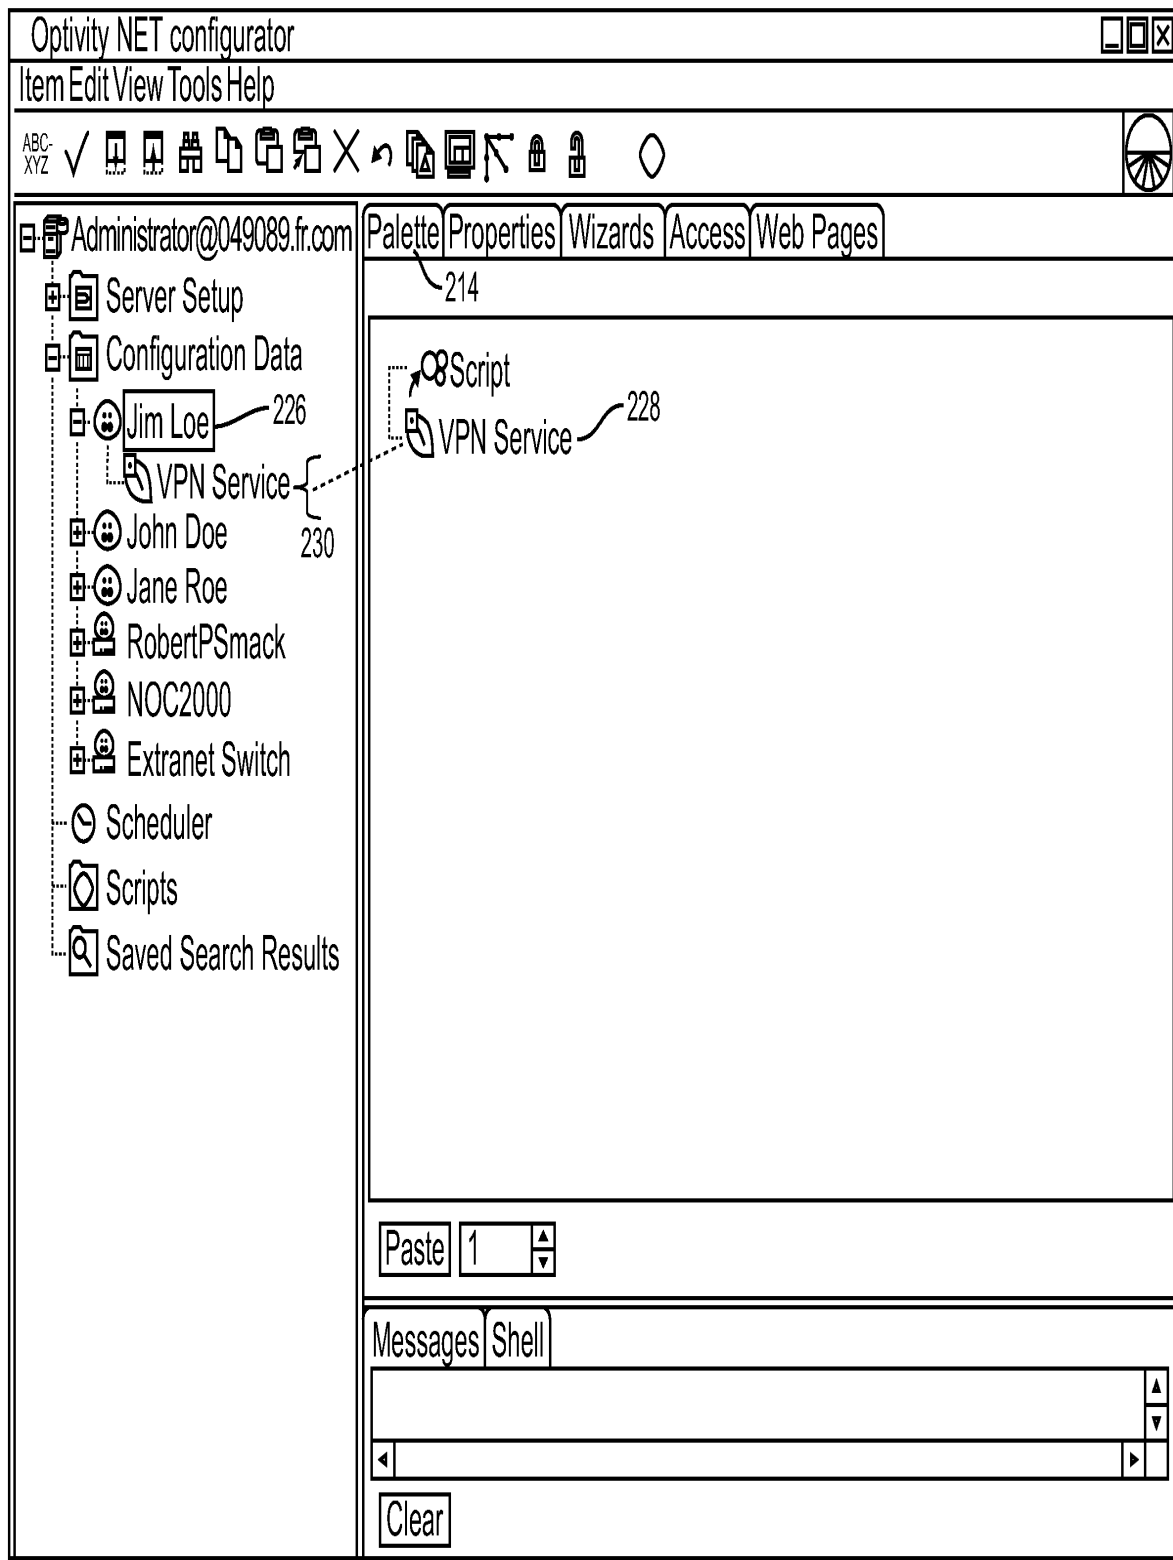 Optivity NET configurator
Item Edit View Tools Help
ABC-
XYZ
Administrator@049089.fr.com
Palette Properties Wizards Access Web Pages
214
Server Setup
Configuration Data
Script
Jim Loe 226
VPN Service 228
VPN Service
230
John Doe
Jane Roe
RobertPSmack
NOC2000
Extranet Switch
Scheduler
Scripts
Saved Search Results
Paste 1
Messages Shell
Clear